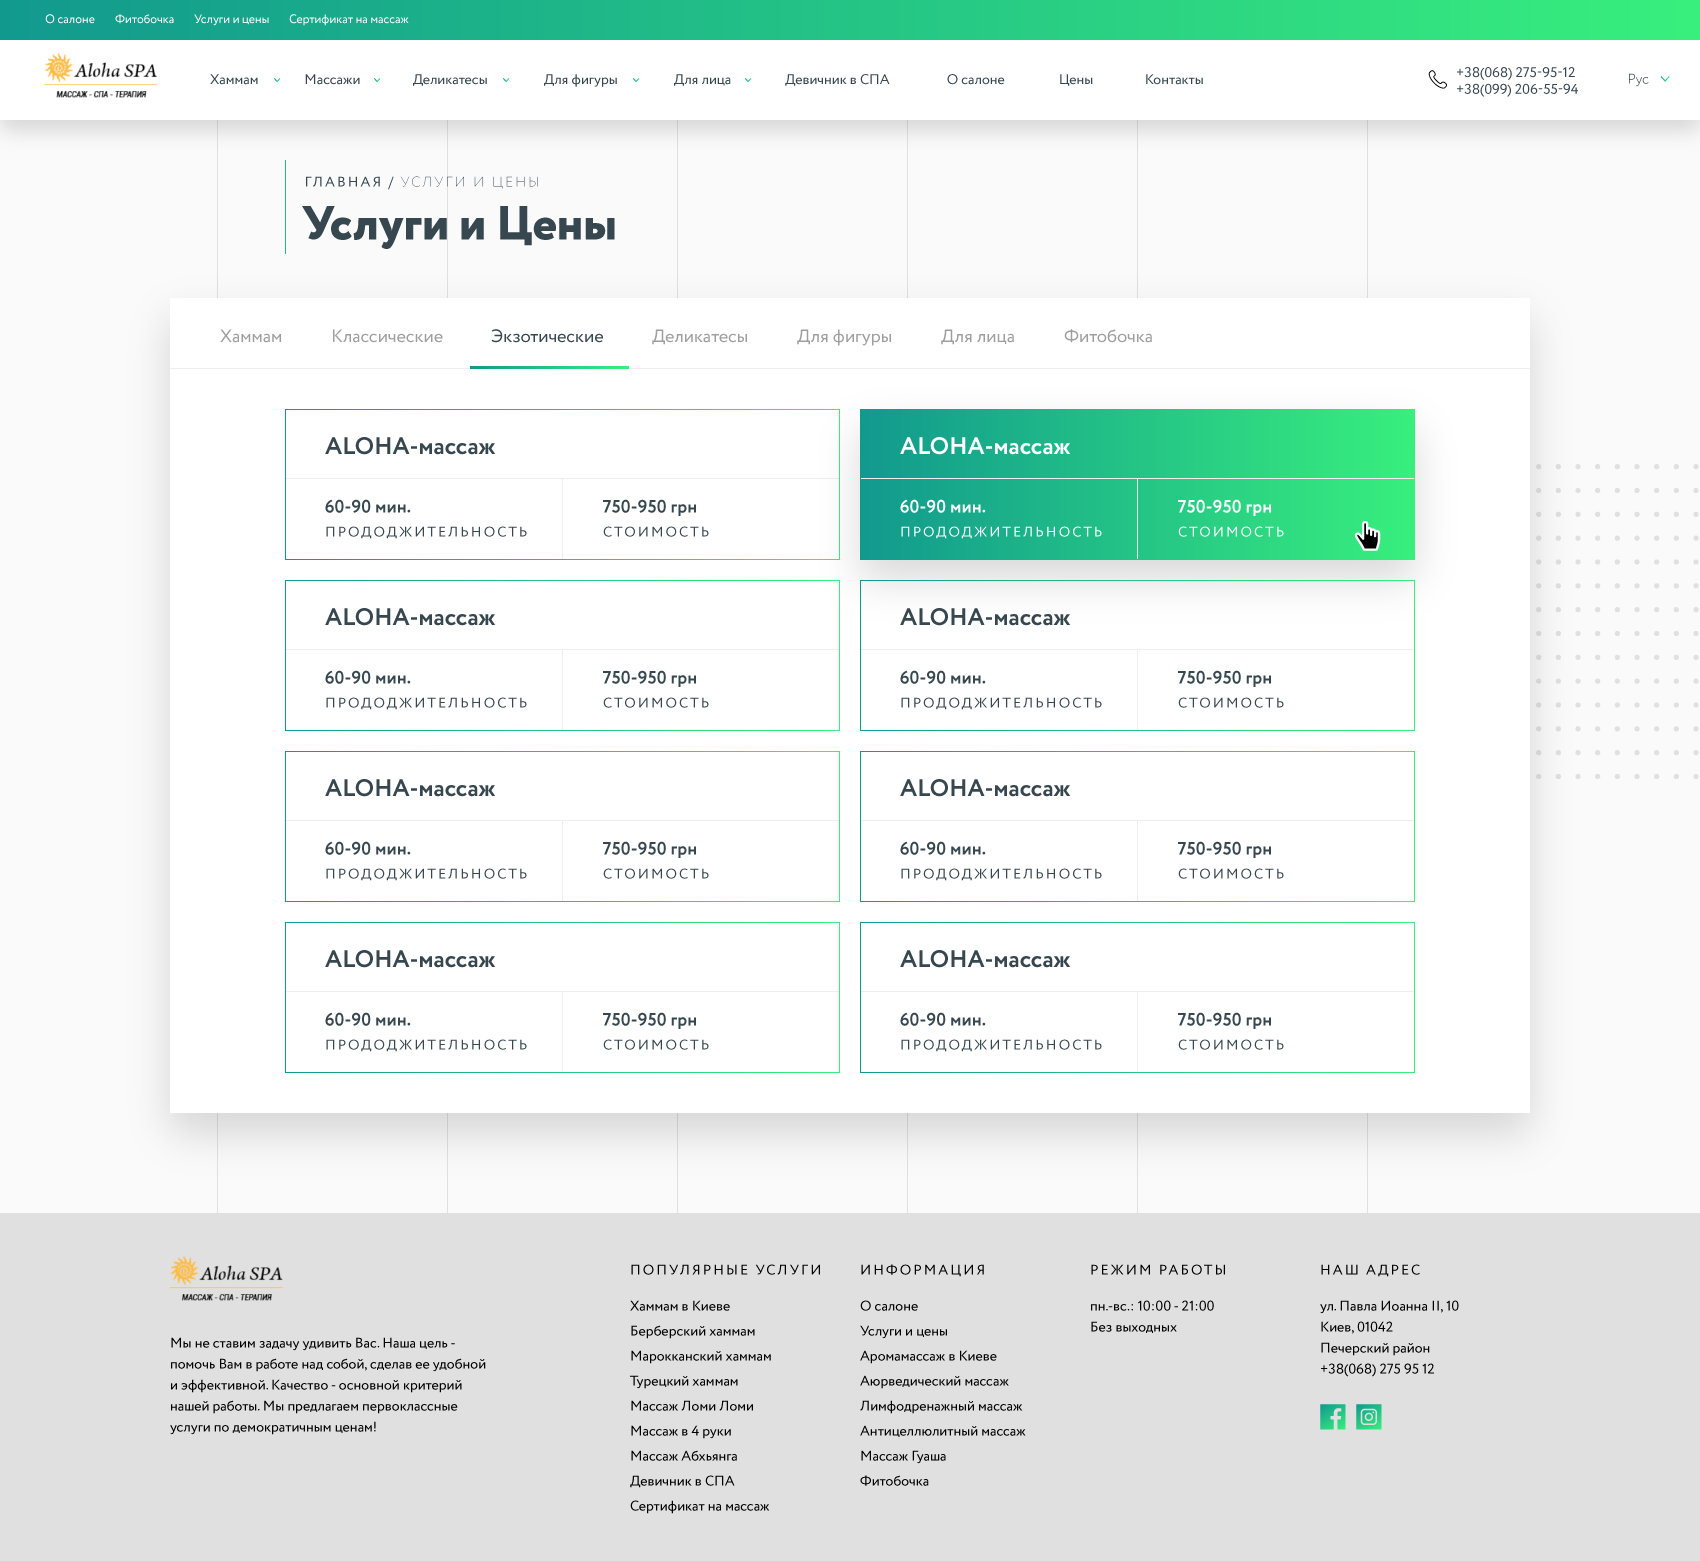 О салоне Фитобочка Услуги и цены Сертификат на массаж
Aloha SPA
МАССАЖ - СПА - ТЕРАПИЯ
Хаммам Массажи Деликатесы Для фигуры Для лица Девичник в СПА О салоне Цены Контакты
+38(068) 275-95-12
+38(099) 206-55-94
Рус
ГЛАВНАЯ / УСЛУГИ И ЦЕНЫ
Услуги и Цены
Хаммам Классические Экзотические Деликатесы Для фигуры Для лица Фитобочка
ALOHA-массаж
60-90 мин. 750-950 грн
ПРОДОДЖИТЕЛЬНОСТЬ СТОИМОСТЬ
ALOHA-массаж
60-90 мин. 750-950 грн
ПРОДОДЖИТЕЛЬНОСТЬ СТОИМОСТЬ
ALOHA-массаж
60-90 мин. 750-950 грн
ПРОДОДЖИТЕЛЬНОСТЬ СТОИМОСТЬ
ALOHA-массаж
60-90 мин. 750-950 грн
ПРОДОДЖИТЕЛЬНОСТЬ СТОИМОСТЬ
ALOHA-массаж
60-90 мин. 750-950 грн
ПРОДОДЖИТЕЛЬНОСТЬ СТОИМОСТЬ
ALOHA-массаж
60-90 мин. 750-950 грн
ПРОДОДЖИТЕЛЬНОСТЬ СТОИМОСТЬ
ALOHA-массаж
60-90 мин. 750-950 грн
ПРОДОДЖИТЕЛЬНОСТЬ СТОИМОСТЬ
ALOHA-массаж
60-90 мин. 750-950 грн
ПРОДОДЖИТЕЛЬНОСТЬ СТОИМОСТЬ
Aloha SPA
МАССАЖ - СПА - ТЕРАПИЯ
Мы не ставим задачу удивить Вас. Наша цель -
помочь Вам в работе над собой, сделав ее удобной
и эффективной. Качество - основной критерий
нашей работы. Мы предлагаем первоклассные
услуги по демократичным ценам!
ПОПУЛЯРНЫЕ УСЛУГИ
Хаммам в Киеве
Берберский хаммам
Марокканский хаммам
Турецкий хаммам
Массаж Ломи Ломи
Массаж в 4 руки
Массаж Абхьянга
Девичник в СПА
Сертификат на массаж
ИНФОРМАЦИЯ
О салоне
Услуги и цены
Аромамассаж в Киеве
Аюрведический массаж
Лимфодренажный массаж
Антицеллюлитный массаж
Массаж Гуаша
Фитобочка
РЕЖИМ РАБОТЫ
пн.-вс.: 10:00 - 21:00
Без выходных
НАШ АДРЕС
ул. Павла Иоанна II, 10
Киев, 01042
Печерский район
+38(068) 275 95 12